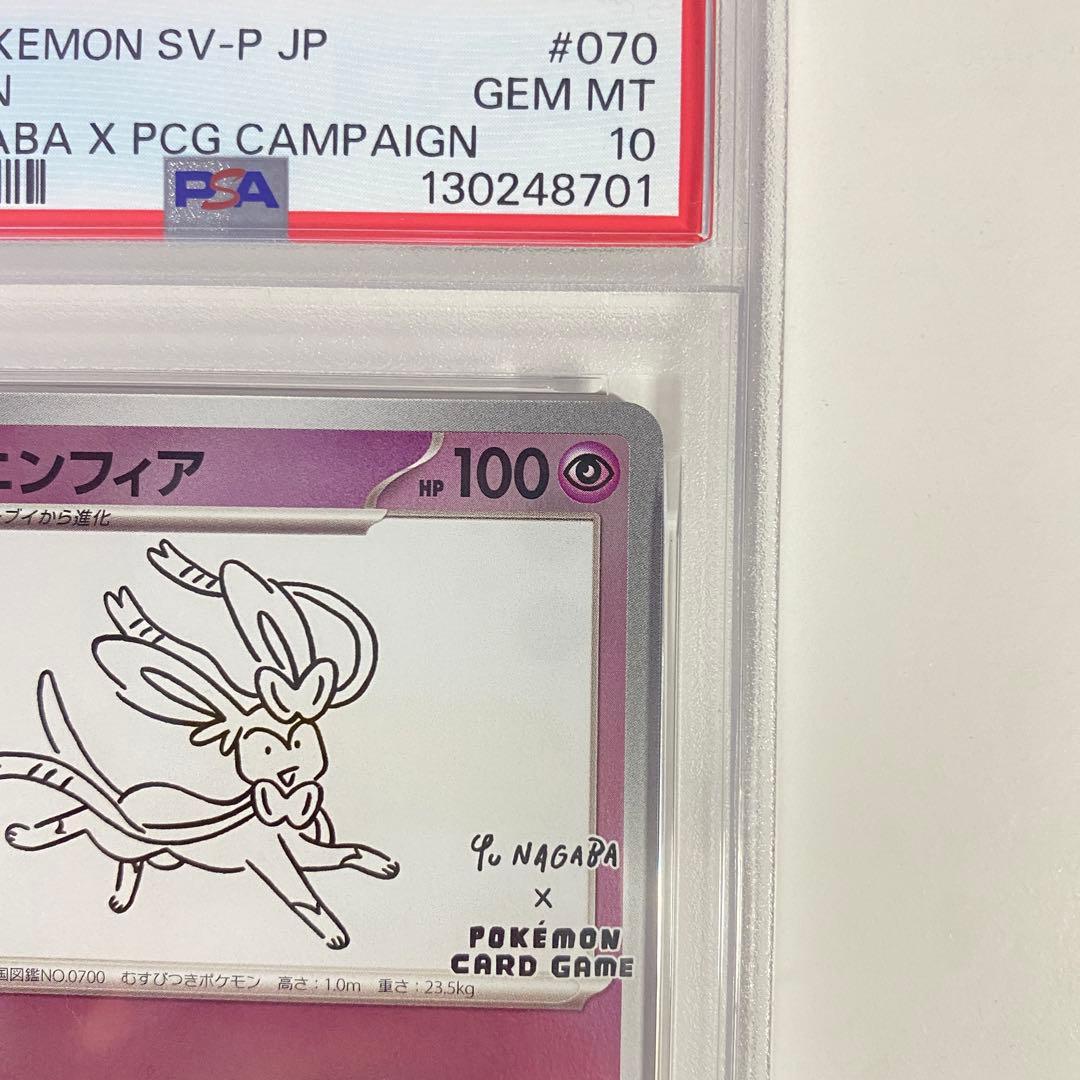 KEMON SV-P JP #070
N GEM MT
ABA X PCG CAMPAIGN 10
PSA 130248701
ニンフィア HP 100
ーブイから進化
Yu NAGABA
X
POKÉMON
CARD GAME
国図鑑NO.0700 むすびつきポケモン 高さ：1.0m 重さ：23.5kg